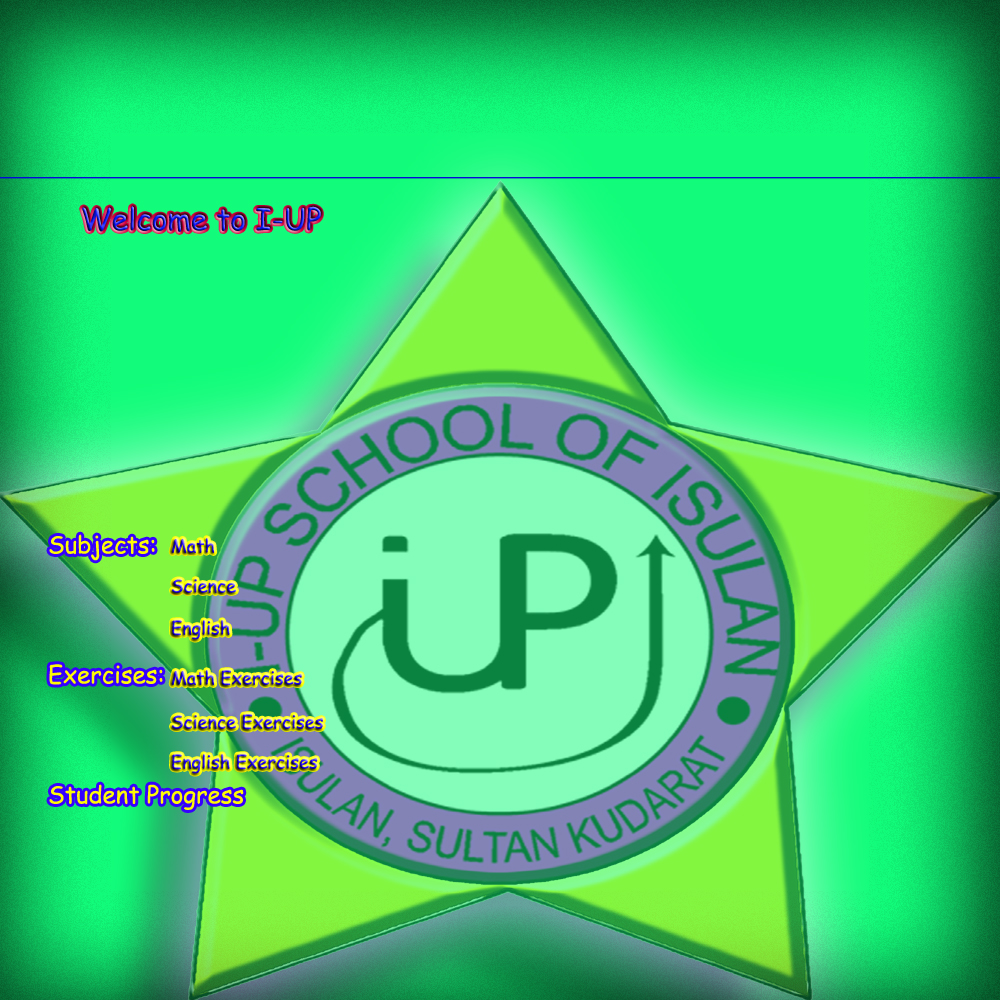 Welcome to I-UP
I-UP SCHOOL OF ISULAN
iUP
Subjects: Math
Science
English
Exercises: Math Exercises
Science Exercises
English Exercises
Student Progress
ISULAN, SULTAN KUDARAT